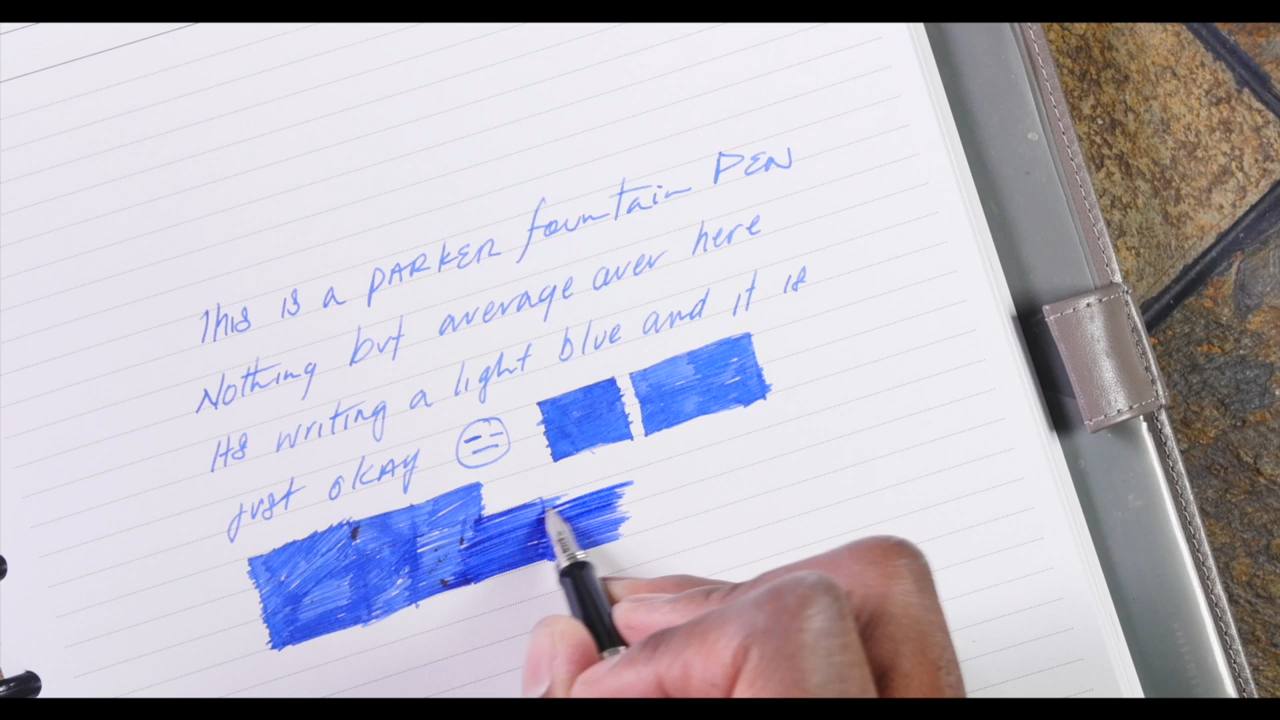 This is a PARKER fountain PEN
Nothing but average over here
Its writing a light blue and it is
just okay